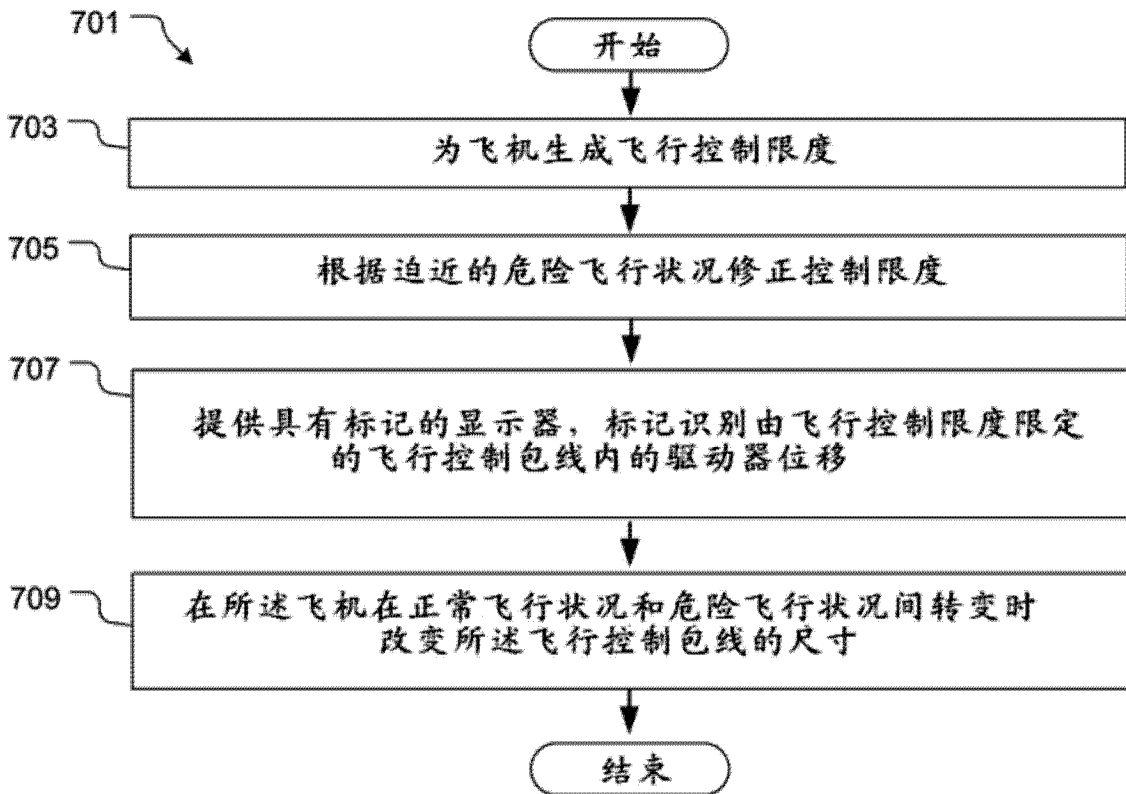 701
开始
703
为飞机生成飞行控制限度
705
根据迫近的危险飞行状况修正控制限度
707
提供具有标记的显示器，标记识别由飞行控制限度限定
的飞行控制包线内的驱动器位移
709
在所述飞机在正常飞行状况和危险飞行状况间转变时
改变所述飞行控制包线的尺寸
结束